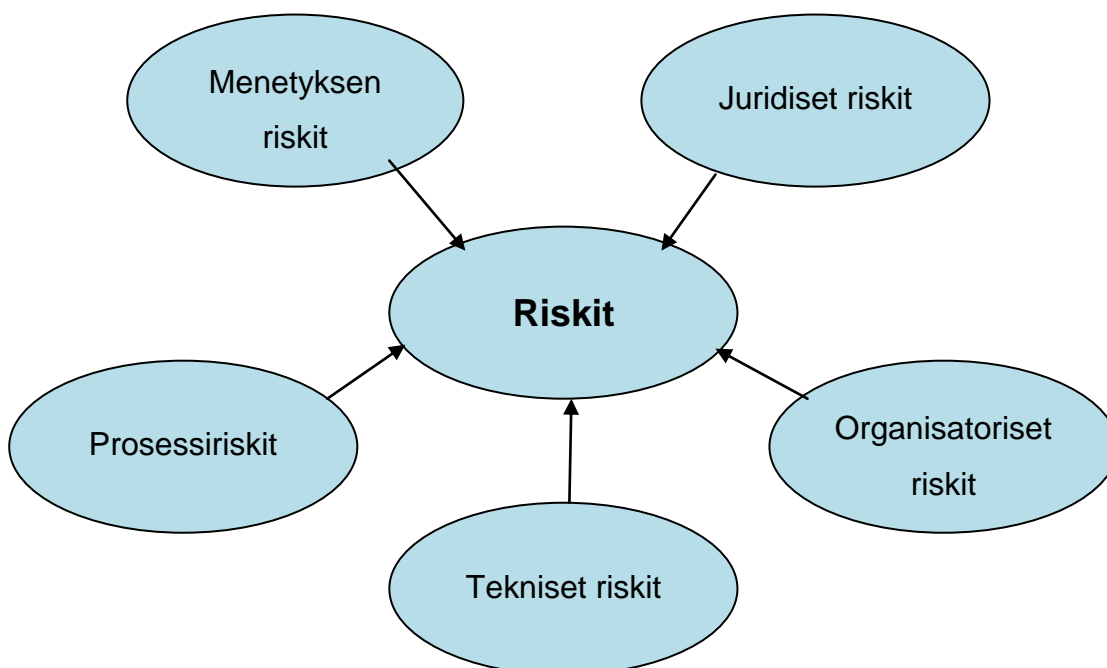 Menetyksen
riskit
Juridiset riskit
Riskit
Prosessiriskit
Organisatoriset
riskit
Tekniset riskit